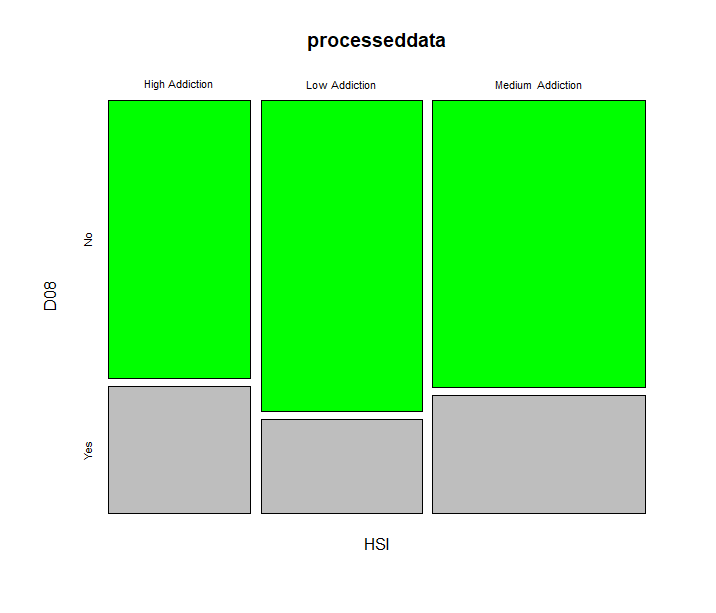 processeddata
High Addiction
Low Addiction
Medium Addiction
No
D08
Yes
HSI